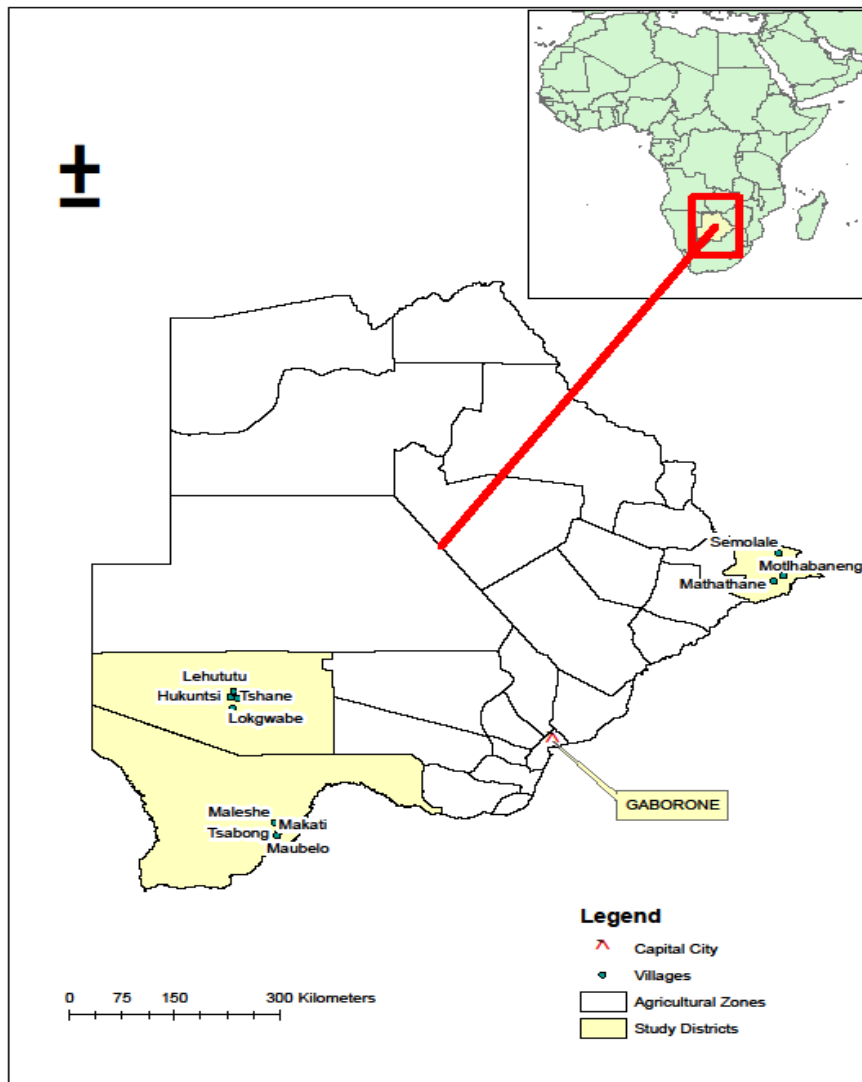 ±
Semolale
Motlhabaneng
Mathathane
Lehututu
Hukuntsi
Tshane
Lokgwabe
Maleshe
Makati
Tsabong
Maubelo
GABORONE
Legend
Capital City
Villages
Agricultural Zones
Study Districts
0 75 150 300 Kilometers